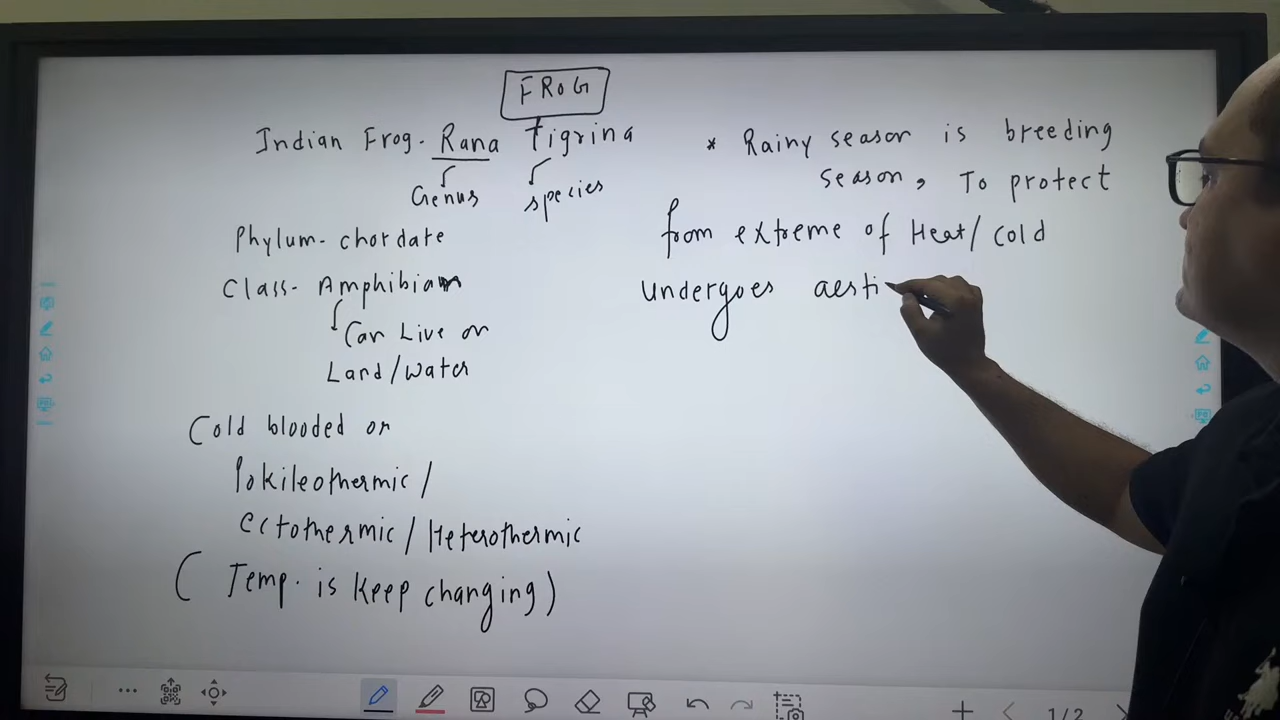 FROG
Indian Frog. Rana tigrina
Genus species
Phylum- chordate
Class- Amphibian
Can Live on
Land/Water
Cold blooded or
Pokileothermic /
Ectothermic / Heterothermic
( Temp. is Keep changing )
* Rainy season is breeding
season, To protect
from extreme of Heat/ cold
undergoes aesti
1/2